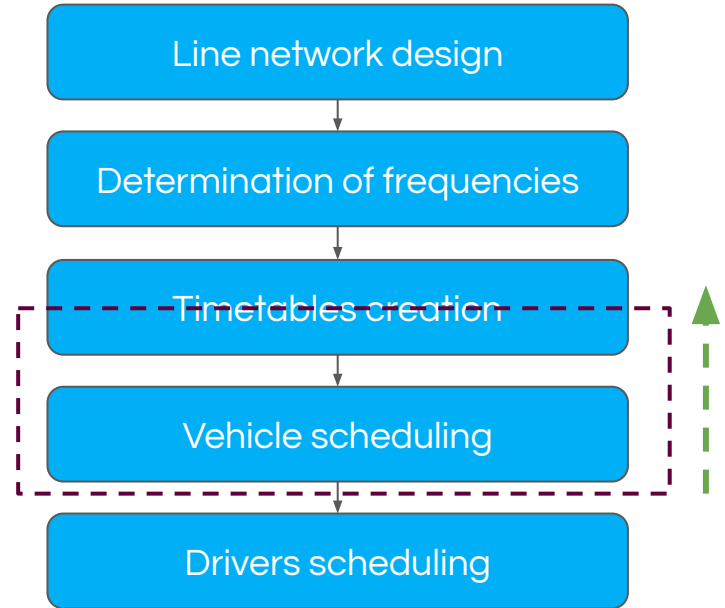 Line network design
Determination of frequencies
Timetables creation
Vehicle scheduling
Drivers scheduling